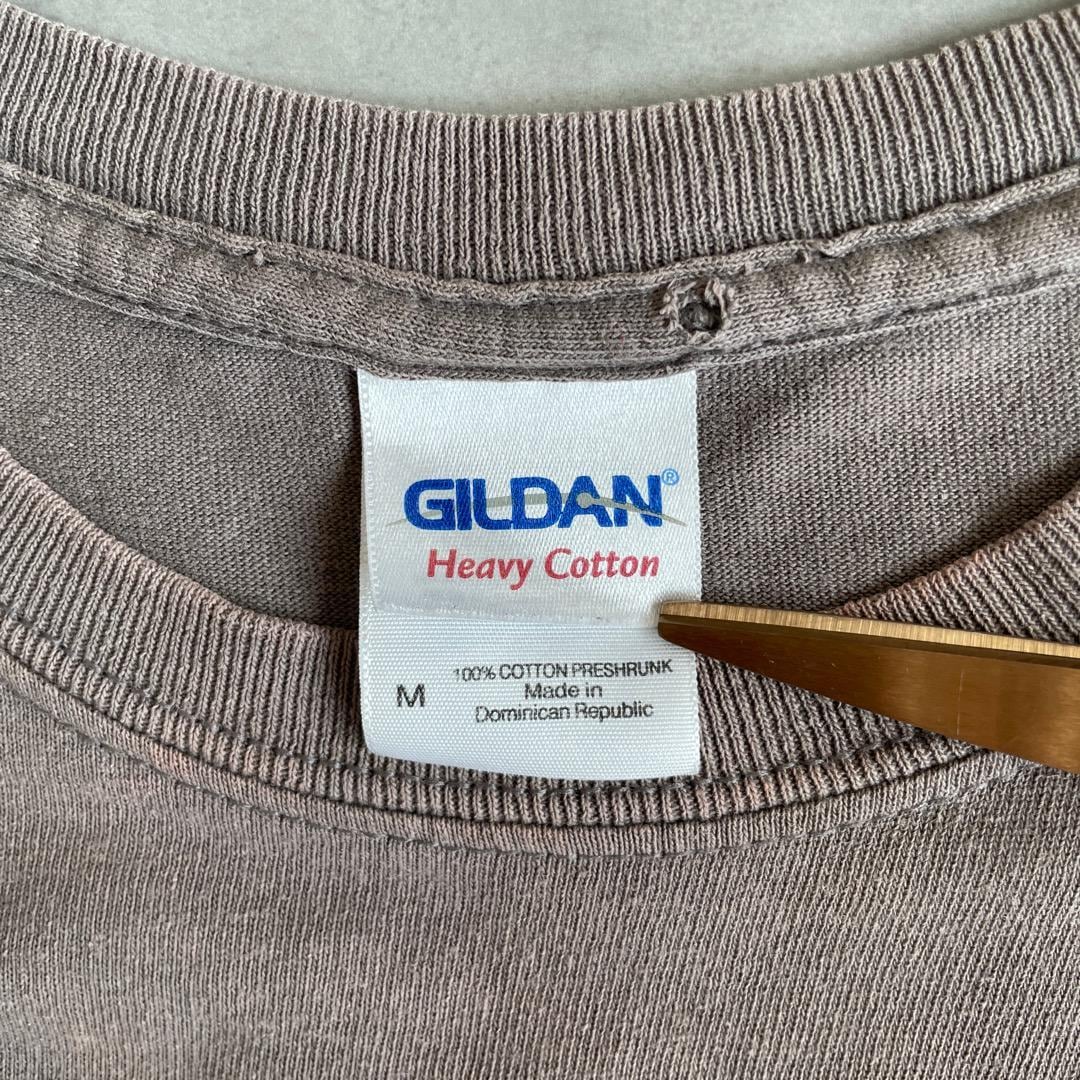 GILDAN®
Heavy Cotton
100% COTTON PRESHRUNK
M Made in
Dominican Republic